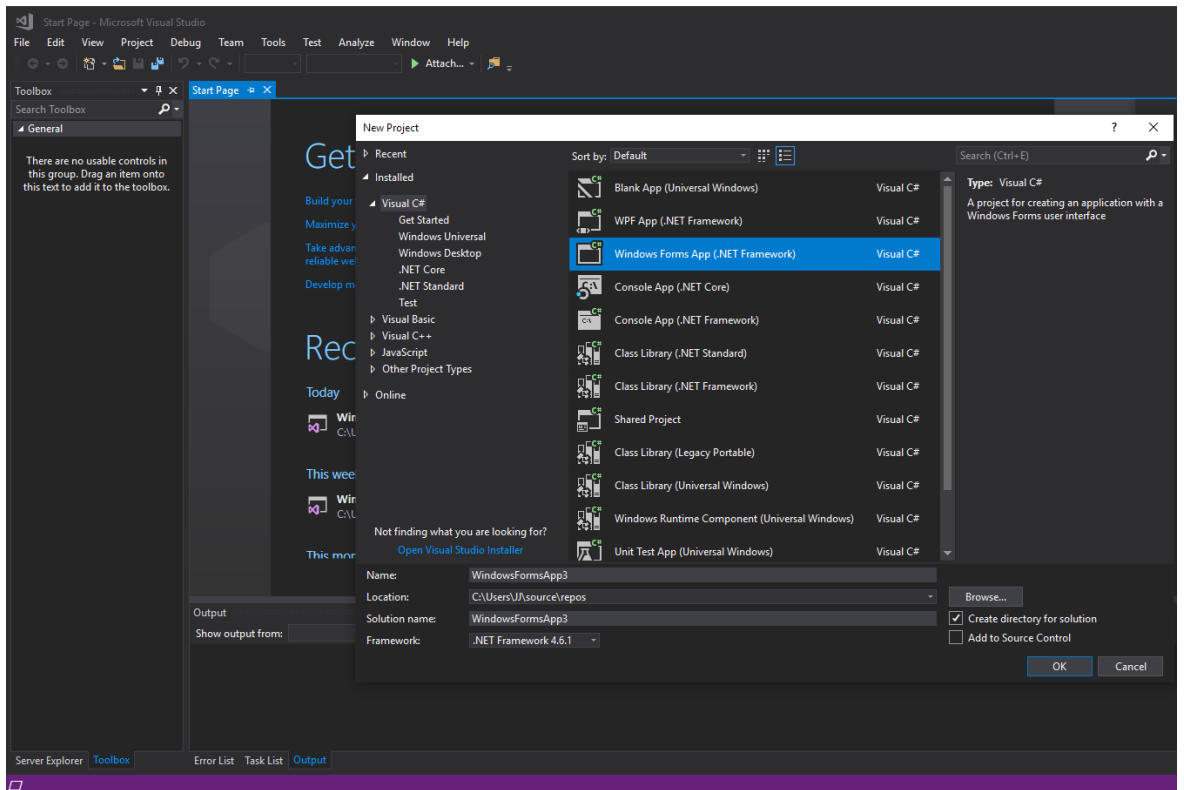 Start Page - Microsoft Visual Studio
File Edit View Project Debug Team Tools Test Analyze Window Help
Attach...
Toolbox
Search Toolbox
General
There are no usable controls in
this group. Drag an item onto
this text to add it to the toolbox.
Server Explorer Toolbox
Start Page
Get
Build your
Maximize
Take advan
reliable we
Develop m
Rec
Today
Win
C:\U
This wee
Win
C:\U
This mor
New Project ? X
Recent
Installed
Visual C#
Get Started
Windows Universal
Windows Desktop
.NET Core
.NET Standard
Test
Visual Basic
Visual C++
JavaScript
Other Project Types
Online
Not finding what you are looking for?
Open Visual Studio Installer
Sort by: Default
Blank App (Universal Windows) Visual C#
WPF App (.NET Framework) Visual C#
Windows Forms App (.NET Framework) Visual C#
Console App (.NET Core) Visual C#
Console App (.NET Framework) Visual C#
Class Library (.NET Standard) Visual C#
Class Library (.NET Framework) Visual C#
Shared Project Visual C#
Class Library (Legacy Portable) Visual C#
Class Library (Universal Windows) Visual C#
Windows Runtime Component (Universal Windows) Visual C#
Unit Test App (Universal Windows) Visual C#
Search (Ctrl+E)
Type: Visual C#
A project for creating an application with a
Windows Forms user interface
Name: WindowsFormsApp3
Location: C:\Users\JJ\source\repos
Browse...
Solution name: WindowsFormsApp3
Create directory for solution
Framework: .NET Framework 4.6.1
Add to Source Control
OK Cancel
Output
Show output from:
Error List Task List Output